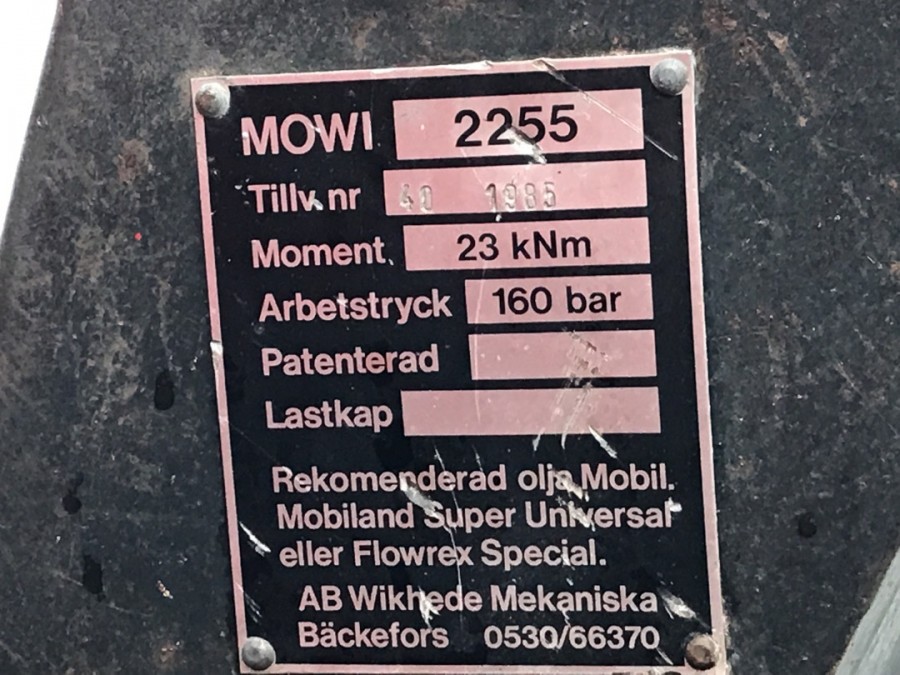 MOWI 2255
Tillv. nr 40 1985
Moment. 23 kNm
Arbetstryck 160 bar
Patenterad
Lastkap
Rekomenderad olja Mobil.
Mobiland Super Universal
eller Flowrex Special.
AB Wikhede Mekaniska
Bäckefors 0530/66370